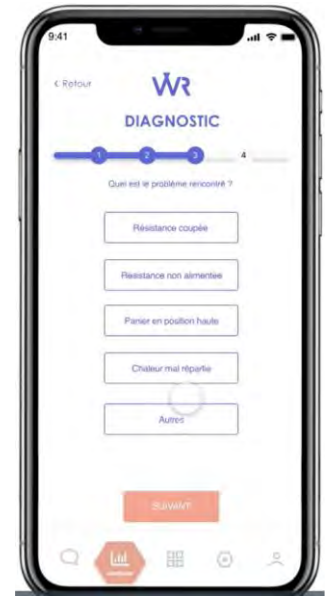 9:41
< Retour
WR
DIAGNOSTIC
1 2 3 4
Quel est le problème rencontré ?
Résistance coupée
Résistance non alimentée
Panier en position haute
Chaleur mal répartie
Autres
SUIVANT